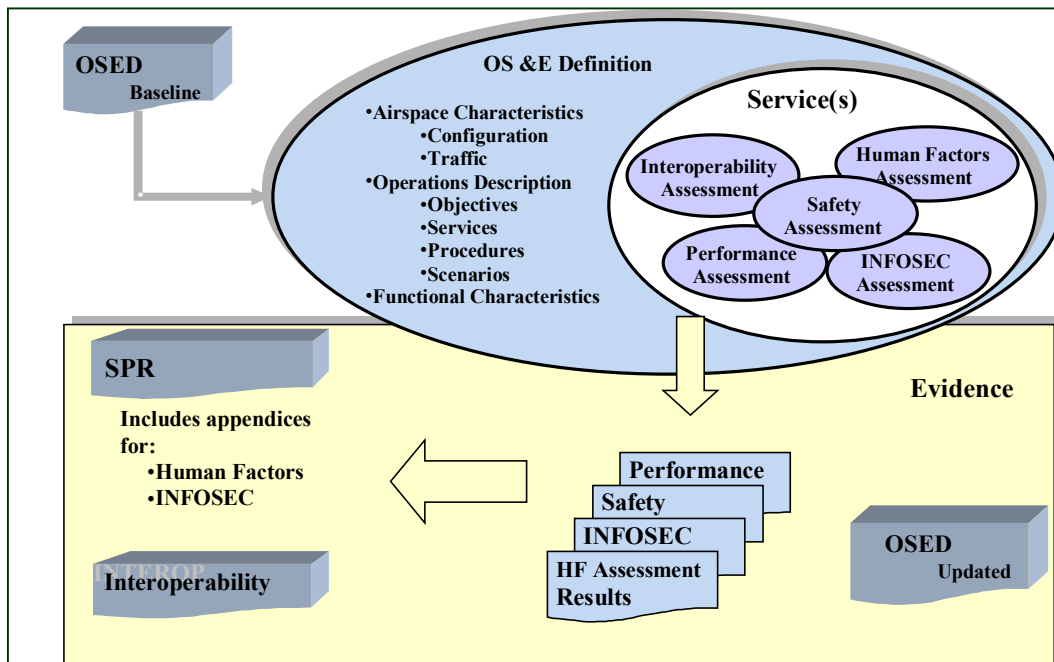 OSED
Baseline
OS &E Definition
•Airspace Characteristics
•Configuration
•Traffic
•Operations Description
•Objectives
•Services
•Procedures
•Scenarios
•Functional Characteristics
Service(s)
Interoperability
Assessment
Human Factors
Assessment
Safety
Assessment
Performance
Assessment
INFOSEC
Assessment
SPR
Includes appendices
for:
•Human Factors
•INFOSEC
INTEROP
Interoperability
Evidence
Performance
Safety
INFOSEC
HF Assessment
Results
OSED
Updated